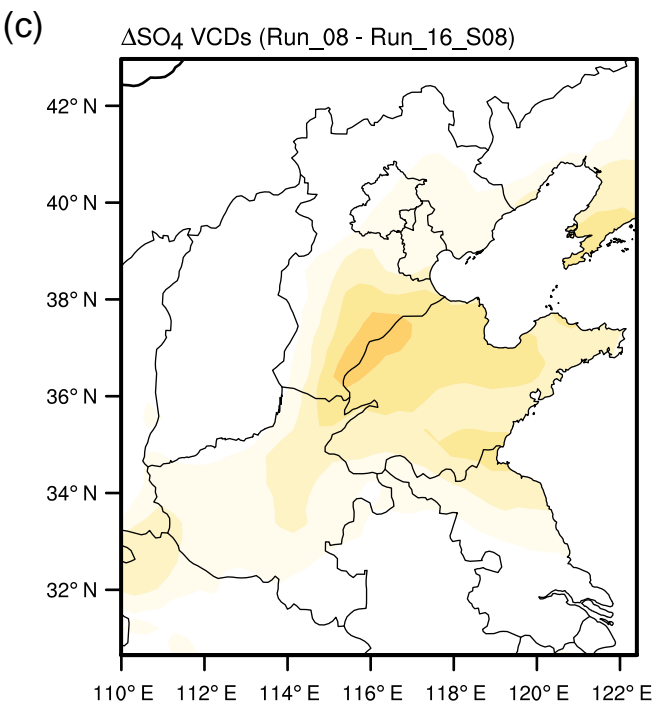 (c)
ΔSO4 VCDs (Run_08 - Run_16_S08)
42° N
40° N
38° N
36° N
34° N
32° N
110° E 112° E 114° E 116° E 118° E 120° E 122° E